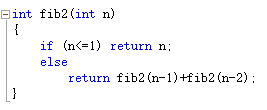 int fib2(int n)
{
if (n<=1) return n;
else
return fib2(n-1)+fib2(n-2);
}